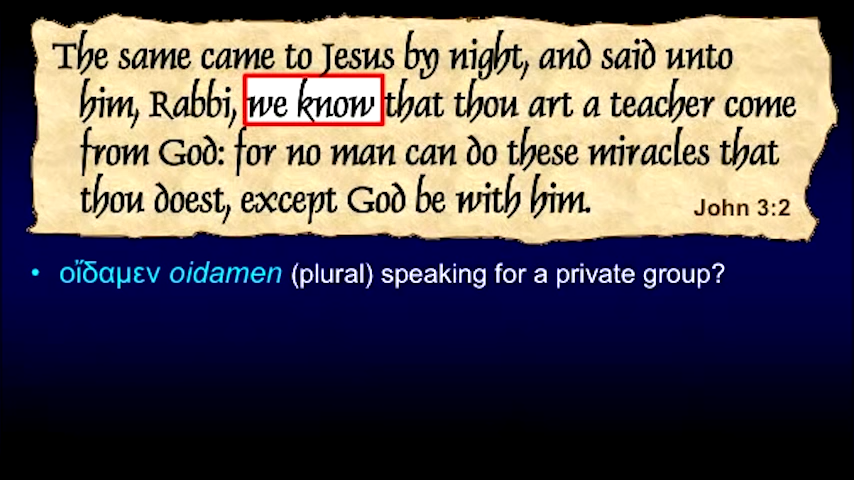 The same came to Jesus by night, and said unto
him, Rabbi, we know that thou art a teacher come
from God: for no man can do these miracles that
thou doest, except God be with him.
John 3:2
• οἴδαμεν oidamen (plural) speaking for a private group?